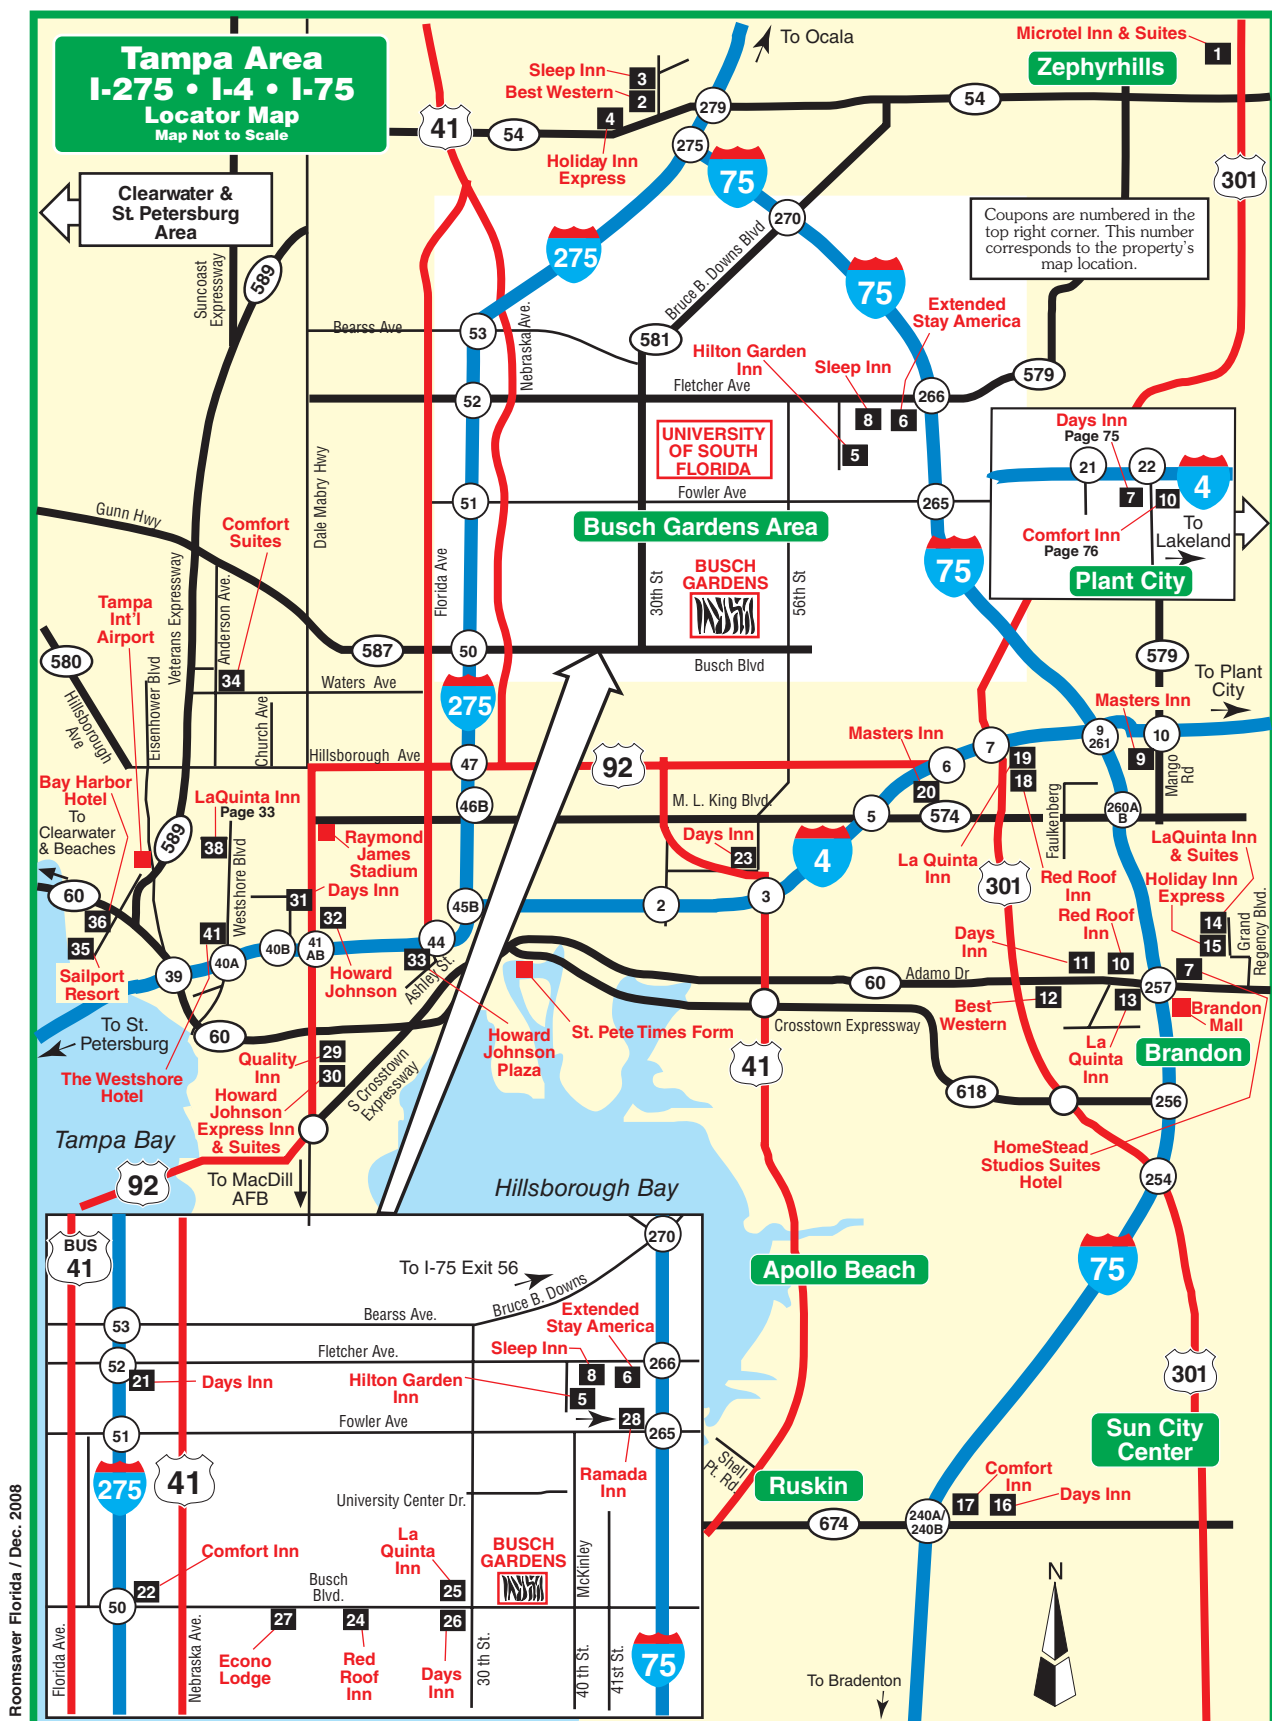 Tampa Area
I-275 • I-4 • I-75
Locator Map
Map Not to Scale
Clearwater &
St. Petersburg
Area
To Ocala
Microtel Inn & Suites
1
Zephyrhills
Sleep Inn
3
Best Western
2
4
Holiday Inn
Express
41
54
279
54
275
75
301
Coupons are numbered in the
top right corner. This number
corresponds to the property's
map location.
270
275
75
Suncoast
Expressway
589
Bruce B. Downs Blvd
Nebraska Ave.
Bearss Ave
53
581
Extended
Stay America
Hilton Garden
Inn
Sleep Inn
Fletcher Ave
52
266
579
8
6
5
UNIVERSITY
OF SOUTH
FLORIDA
Days Inn
Page 75
21
22
4
7
10
Comfort Inn
Page 76
To
Lakeland
Plant City
Dale Mabry Hwy
Fowler Ave
51
265
Busch Gardens Area
Gunn Hwy
Comfort
Suites
75
BUSCH
GARDENS
Florida Ave
30th St
56th St
Tampa
Int'l
Airport
Veterans Expressway
Anderson Ave.
580
587
50
Busch Blvd
579
34
Waters Ave
Eisenhower Blvd
Hillsborough
Ave
Church Ave
275
To Plant
City
Masters Inn
Hillsborough Ave
47
92
Masters Inn
6
7
9
261
10
19
18
9
Mango
Rd
20
Bay Harbor
Hotel
To
Clearwater
& Beaches
LaQuinta Inn
Page 33
38
589
46B
M. L. King Blvd.
5
574
260A
B
Faulkenberg
Raymond
James
Stadium
Days Inn
23
4
La Quinta
Inn
301
Red Roof
Inn
LaQuinta Inn
& Suites
Holiday Inn
Express
Westshore Blvd
Days Inn
31
32
60
36
35
41
40B
41
AB
44
45B
2
3
Days
Inn
Red Roof
Inn
14
15
Grand
Regency Blvd.
Sailport
Resort
39
40A
Howard
Johnson
33
Ashley St.
60
Adamo Dr
11
10
7
257
Best
Western
12
13
Brandon
Mall
To St.
Petersburg
60
Howard
Johnson
Plaza
St. Pete Times Form
Crosstown Expressway
La
Quinta
Inn
Brandon
The Westshore
Hotel
Quality
Inn
29
30
Howard
Johnson
Express Inn
& Suites
S Crosstown
Expressway
41
618
256
Tampa Bay
92
To MacDill
AFB
HomeStead
Studios Suites
Hotel
254
Hillsborough Bay
75
Apollo Beach
301
Sun City
Center
Shell
Pt. Rd.
Ruskin
Comfort
Inn
17
16
Days Inn
674
240A/
240B
N
To Bradenton
BUS
41
270
To I-75 Exit 56
Bruce B. Downs
Bearss Ave.
53
Extended
Stay America
Fletcher Ave.
Sleep Inn
52
266
21
Days Inn
8
6
Hilton Garden
Inn
5
Fowler Ave
28
51
265
275
41
Ramada
Inn
University Center Dr.
Comfort Inn
La
Quinta
Inn
BUSCH
GARDENS
McKinley
22
Busch
Blvd.
25
50
27
24
26
Florida Ave.
Nebraska Ave.
Econo
Lodge
Red
Roof
Inn
Days
Inn
30 th St.
40 th St.
41st St.
75
Roomsaver Florida / Dec. 2008